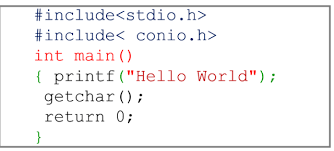 #include<stdio.h>
#include< conio.h>
int main()
{ printf("Hello World");
getchar();
return 0;
}